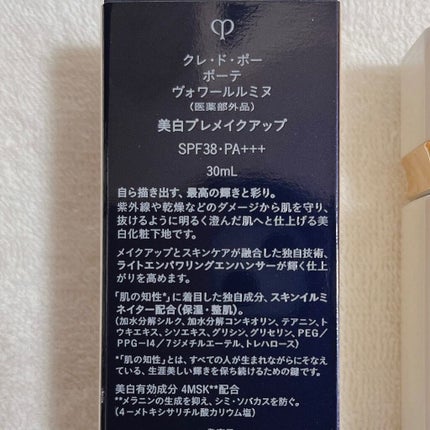 クレ・ド・ポー
ボーテ
ヴォワールルミヌ
(医薬部外品)
美白プレメイクアップ
SPF38・PA+++
30mL
自ら描き出す、最高の輝きと彩り。
紫外線や乾燥などのダメージから肌を守り、
抜けるように明るく澄んだ肌へと仕上げる美
白化粧下地です。
メイクアップとスキンケアが融合した独自技術、
ライトエンパワリングエンハンサーが輝く仕上
がりを高めます。
「肌の知性*」に着目した独自成分、スキンイルミ
ネイター配合(保湿・整肌)。
(加水分解シルク、加水分解コンキオリン、テアニン、ト
ウキエキス、シソエキス、グリシン、グリセリン、PEG/
PPG-14/7ジメチルエーテル、トレハロース)
*「肌の知性」とは、すべての人が生まれながらにそなえて
いる、生涯美しい輝きを保ち続けるための鍵です。
美白有効成分 4MSK**配合
**メラニンの生成を抑え、シミ・ソバカスを防ぐ。
(4-メトキシサリチル酸カリウム塩)